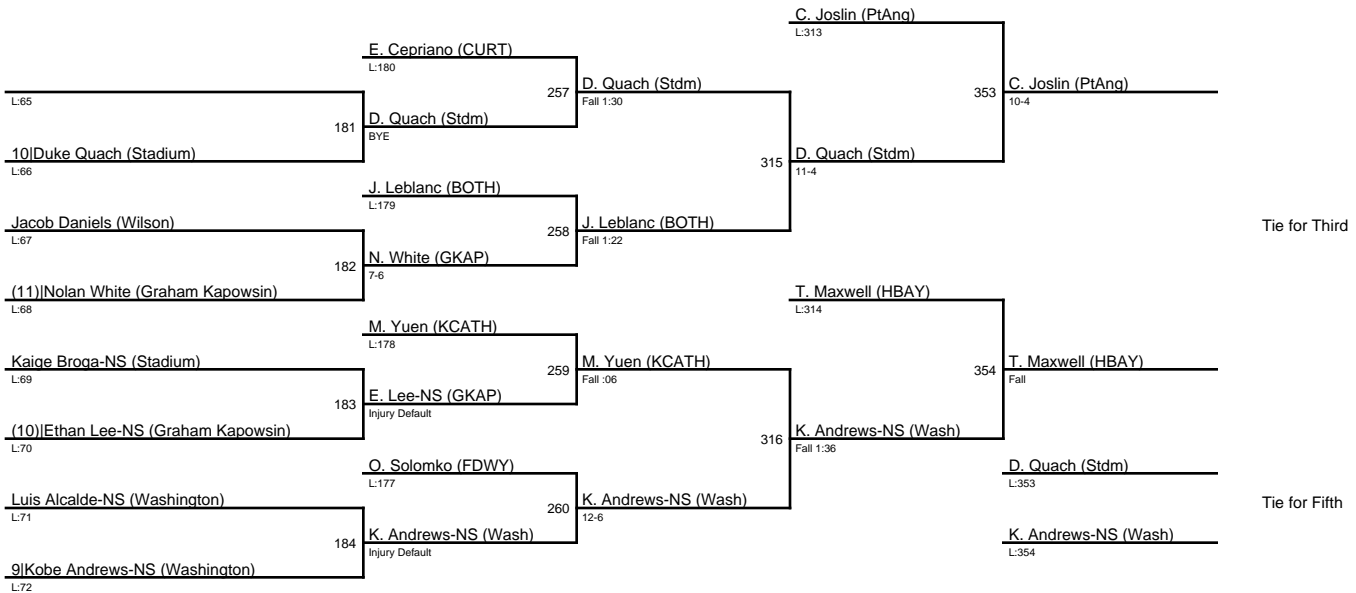 C. Joslin (PtAng)
L:313
E. Cepriano (CURT)
L:180
257
D. Quach (Stdm)
Fall 1:30
353
C. Joslin (PtAng)
10-4
L:65
181
D. Quach (Stdm)
BYE
10|Duke Quach (Stadium)
L:66
315
D. Quach (Stdm)
11-4
J. Leblanc (BOTH)
L:179
Jacob Daniels (Wilson)
L:67
258
J. Leblanc (BOTH)
Fall 1:22
Tie for Third
182
N. White (GKAP)
7-6
(11)|Nolan White (Graham Kapowsin)
L:68
T. Maxwell (HBAY)
L:314
M. Yuen (KCATH)
L:178
Kaige Broga-NS (Stadium)
L:69
259
M. Yuen (KCATH)
Fall :06
354
T. Maxwell (HBAY)
Fall
183
E. Lee-NS (GKAP)
Injury Default
(10)|Ethan Lee-NS (Graham Kapowsin)
L:70
316
K. Andrews-NS (Wash)
Fall 1:36
O. Solomko (FDWY)
L:177
D. Quach (Stdm)
L:353
Luis Alcalde-NS (Washington)
L:71
260
K. Andrews-NS (Wash)
12-6
Tie for Fifth
184
K. Andrews-NS (Wash)
Injury Default
K. Andrews-NS (Wash)
L:354
9|Kobe Andrews-NS (Washington)
L:72